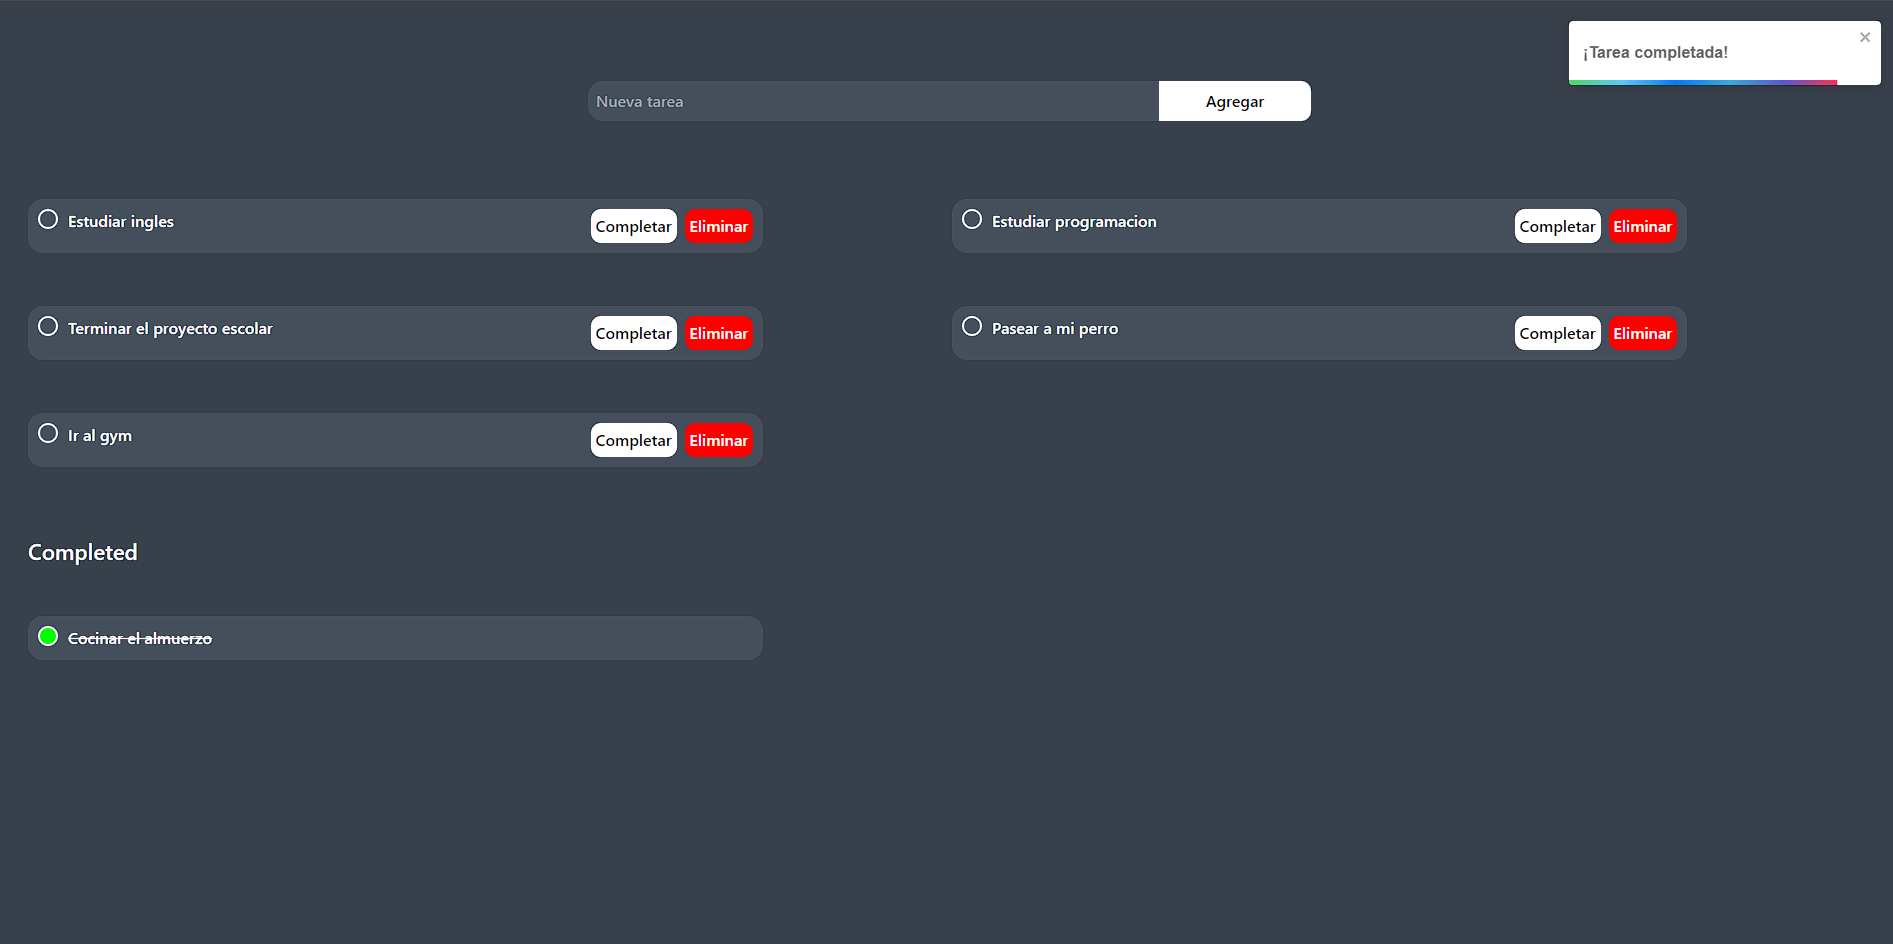 ¡Tarea completada!
Nueva tarea Agregar
Estudiar ingles Completar Eliminar
Estudiar programacion Completar Eliminar
Terminar el proyecto escolar Completar Eliminar
Pasear a mi perro Completar Eliminar
Ir al gym Completar Eliminar
Completed
Cocinar el almuerzo